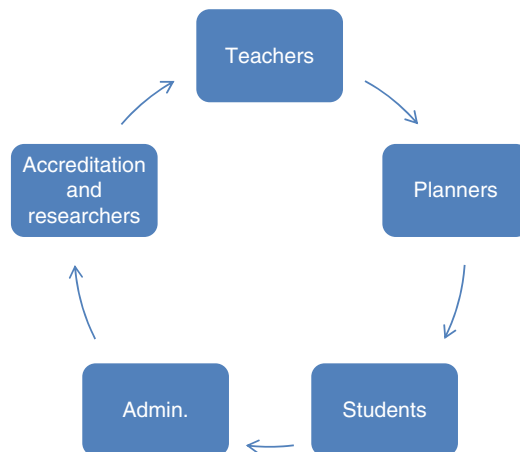 Teachers
Planners
Students
Admin.
Accreditation
and
researchers